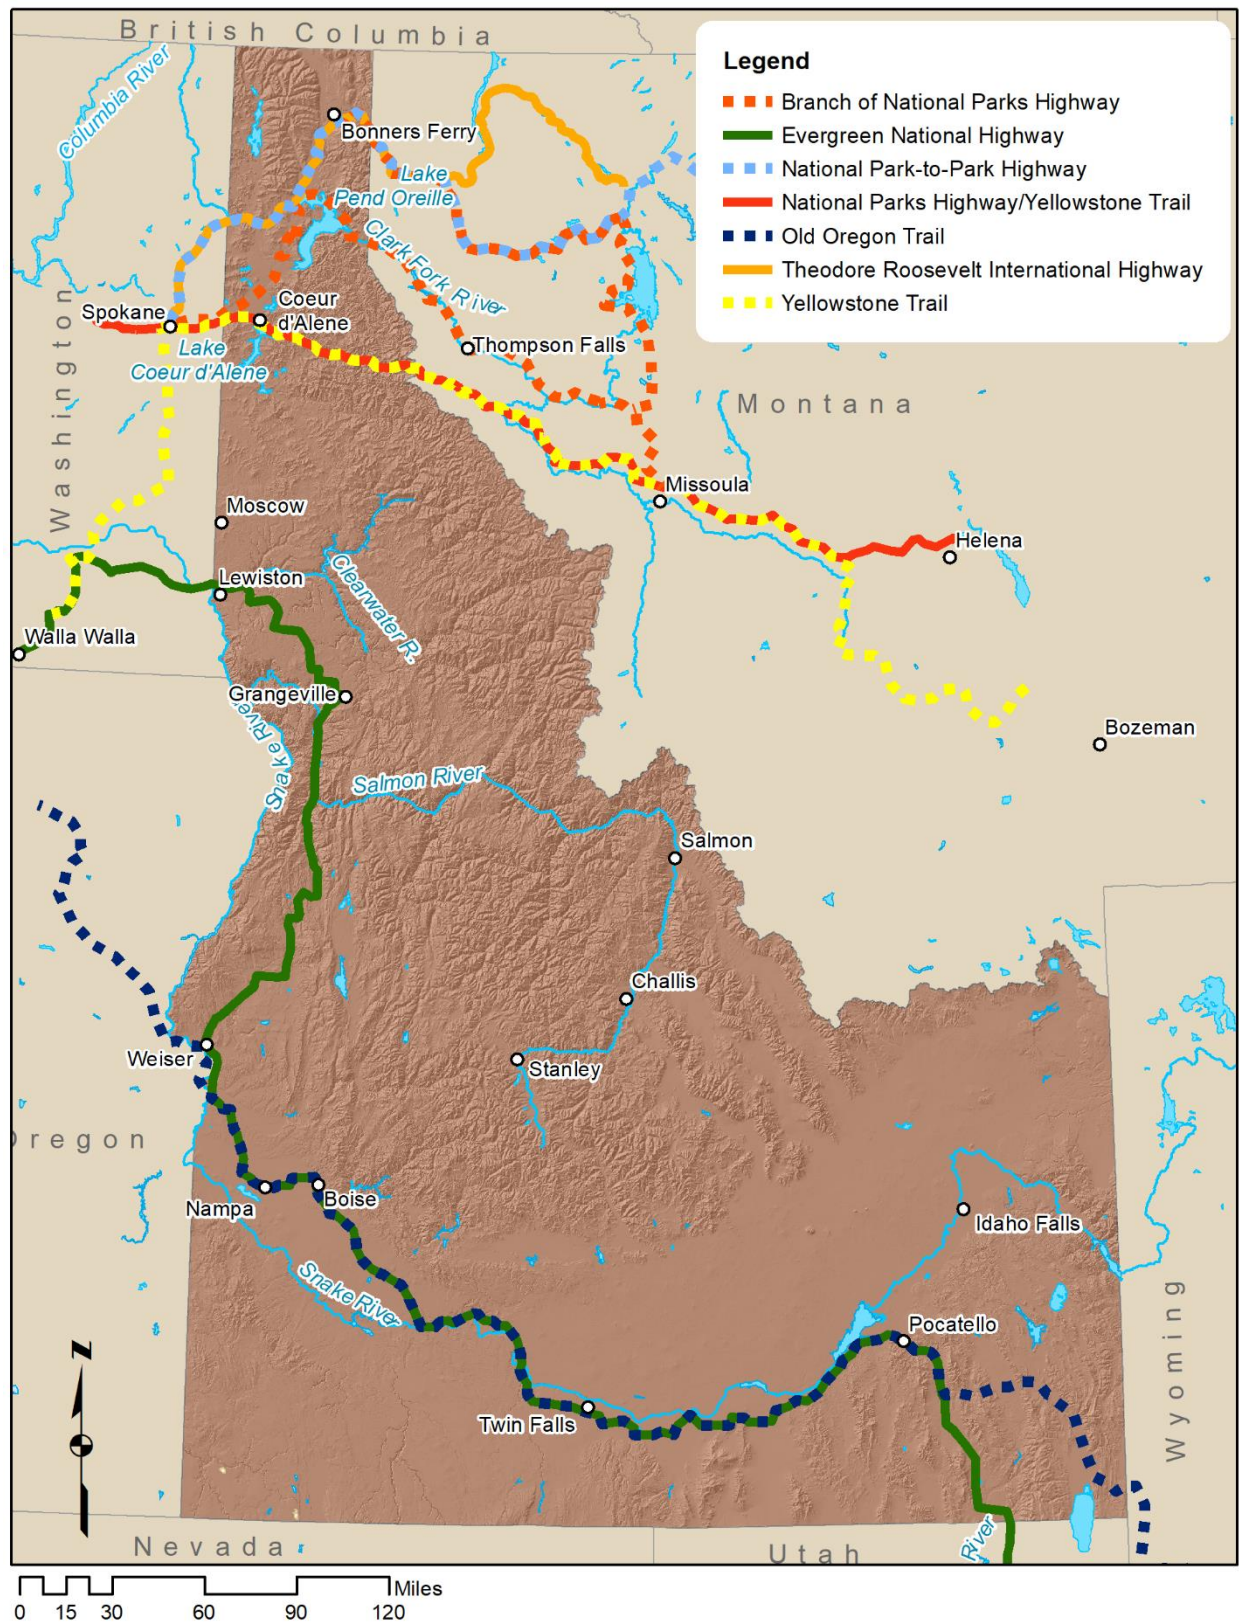 British Columbia
Legend
Branch of National Parks Highway
Evergreen National Highway
National Park-to-Park Highway
National Parks Highway/Yellowstone Trail
Old Oregon Trail
Theodore Roosevelt International Highway
Yellowstone Trail
Columbia River
Bonners Ferry
Lake
Pend Oreille
Clark Fork River
Spokane
Coeur
d'Alene
Lake
Coeur d'Alene
Thompson Falls
Washington
Montana
Missoula
Moscow
Helena
Clearwater R.
Lewiston
Walla Walla
Grangeville
Snake River
Bozeman
Salmon River
Salmon
Challis
Weiser
Stanley
Oregon
Nampa
Boise
Idaho Falls
Snake River
Pocatello
Wyoming
Z
Twin Falls
River
Nevada
Utah
Miles
0 15 30 60 90 120